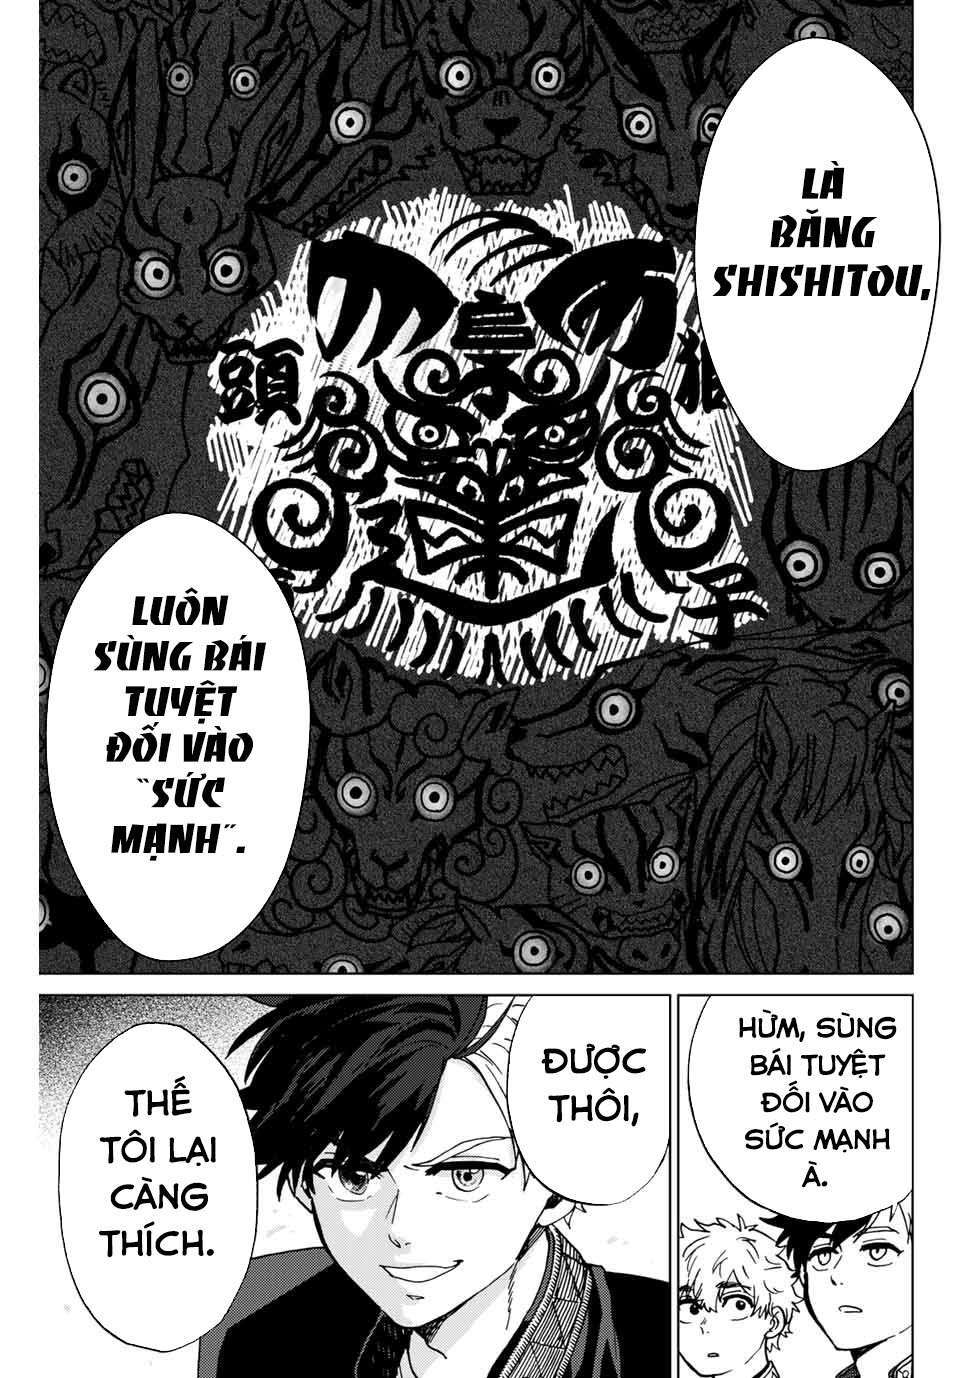 LÀ
BĂNG
SHISHITOU,
頭
狼
手
LUÔN
SÙNG BÁI
TUYỆT
ĐỐI VÀO
“SỨC
MẠNH”.
HỪM, SÙNG
BÁI TUYỆT
ĐỐI VÀO
SỨC MẠNH
À.
ĐƯỢC
THÔI,
THẾ
TÔI LẠI
CÀNG
THÍCH.